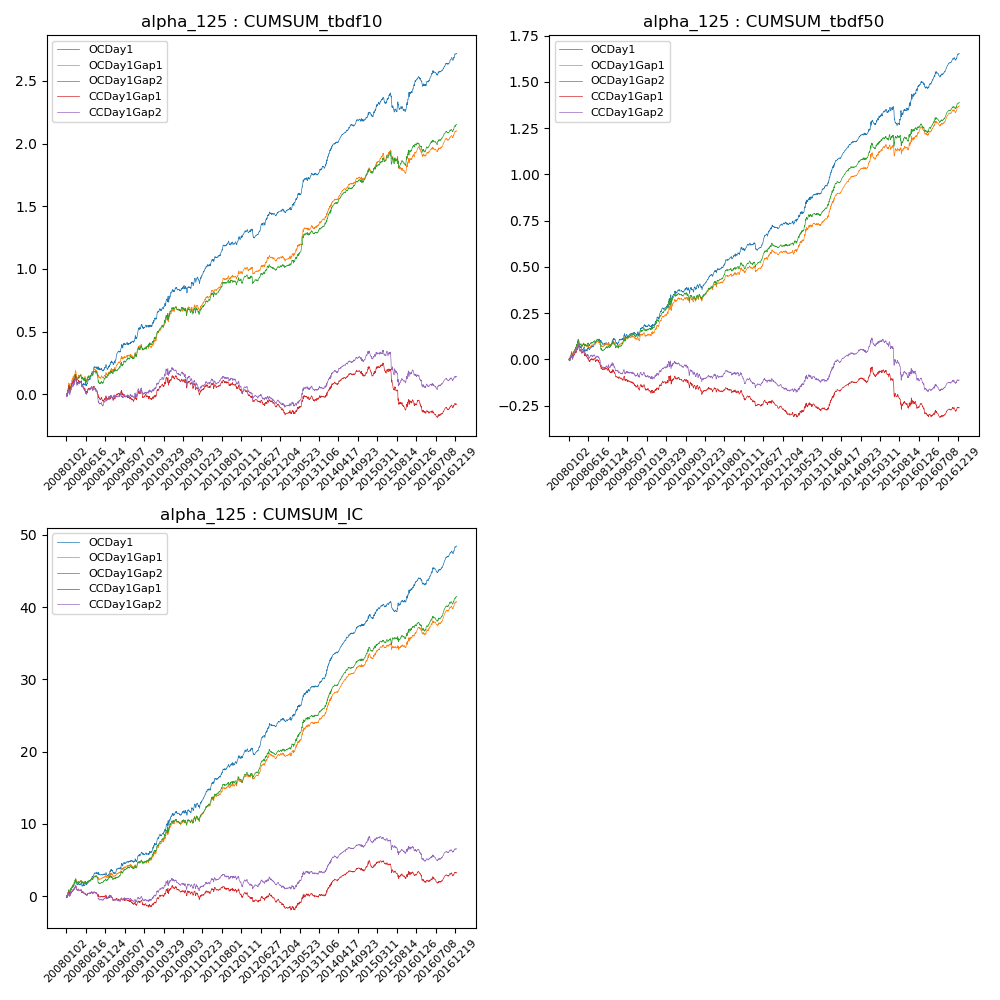 alpha_125 : CUMSUM_tbdf10
OCDay1
OCDay1Gap1
OCDay1Gap2
CCDay1Gap1
CCDay1Gap2
2.5
2.0
1.5
1.0
0.5
0.0
20080102 20080616 20081124 20090507 20091019 20100329 20100903 20110223 20110801 20120111 20120627 20121204 20130523 20131106 20140417 20140923 20150311 20150814 20160126 20160708 20161219
alpha_125 : CUMSUM_tbdf50
OCDay1
OCDay1Gap1
OCDay1Gap2
CCDay1Gap1
CCDay1Gap2
1.75
1.50
1.25
1.00
0.75
0.50
0.25
0.00
−0.25
20080102 20080616 20081124 20090507 20091019 20100329 20100903 20110223 20110801 20120111 20120627 20121204 20130523 20131106 20140417 20140923 20150311 20150814 20160126 20160708 20161219
alpha_125 : CUMSUM_IC
OCDay1
OCDay1Gap1
OCDay1Gap2
CCDay1Gap1
CCDay1Gap2
50
40
30
20
10
0
20080102 20080616 20081124 20090507 20091019 20100329 20100903 20110223 20110801 20120111 20120627 20121204 20130523 20131106 20140417 20140923 20150311 20150814 20160126 20160708 20161219